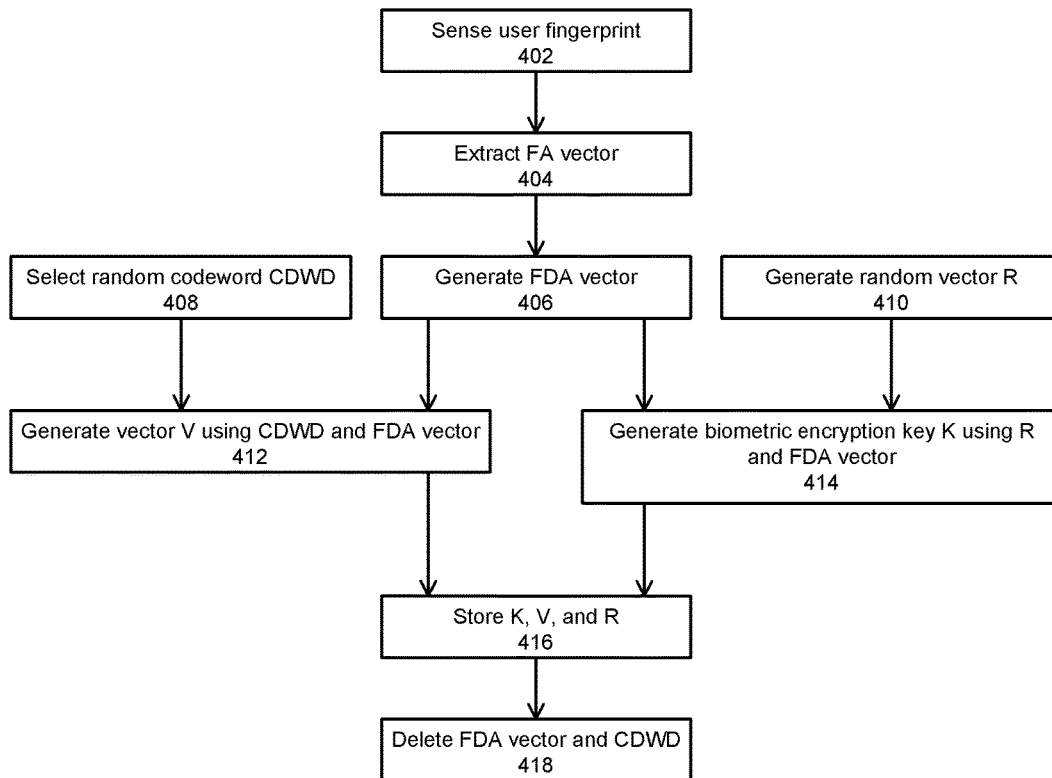 Sense user fingerprint
402
Extract FA vector
404
Select random codeword CDWD
408
Generate FDA vector
406
Generate random vector R
410
Generate vector V using CDWD and FDA vector
412
Generate biometric encryption key K using R
and FDA vector
414
Store K, V, and R
416
Delete FDA vector and CDWD
418